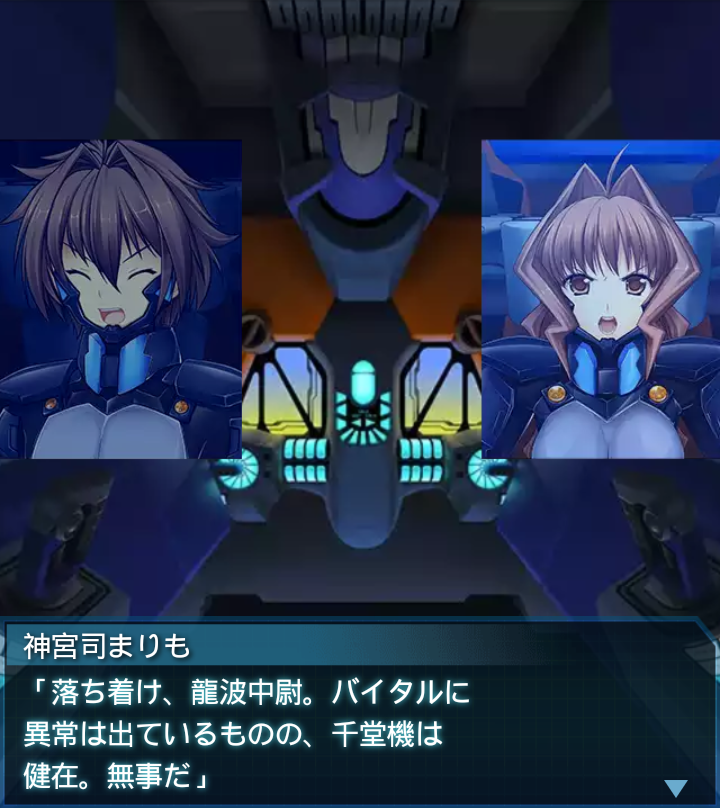 神宮司まりも
「落ち着け、龍波中尉。バイタルに
異常は出ているものの、千堂機は
健在。無事だ」